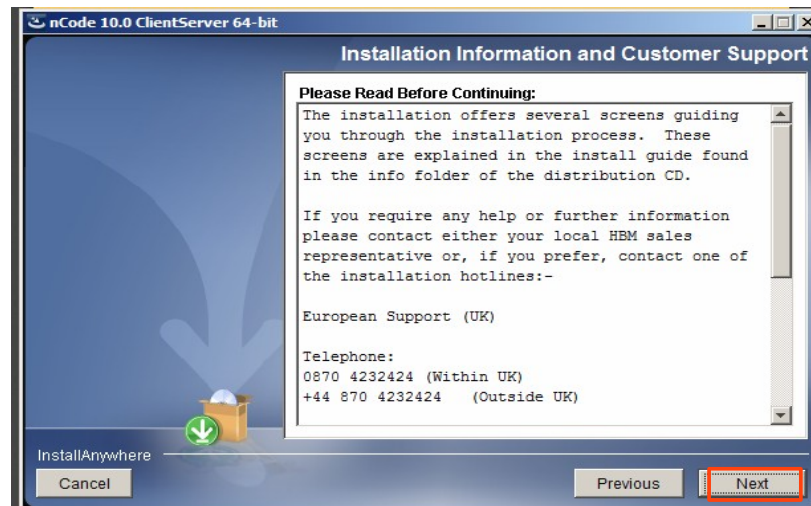 nCode 10.0 ClientServer 64-bit
Installation Information and Customer Support
Please Read Before Continuing:
The installation offers several screens guiding
you through the installation process.  These
screens are explained in the install guide found
in the info folder of the distribution CD.
If you require any help or further information
please contact either your local HBM sales
representative or, if you prefer, contact one of
the installation hotlines:-
European Support (UK)
Telephone:
0870 4232424 (Within UK)
+44 870 4232424   (Outside UK)
InstallAnywhere
Cancel
Previous
Next